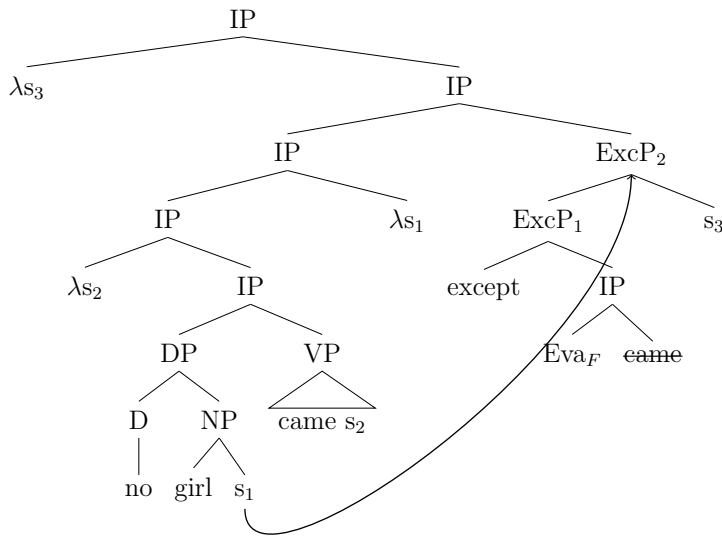 IP
λs₃ IP
IP ExcP₂
IP λs₁ ExcP₁ s₃
λs₂ IP except IP
DP VP Eva_F ~~came~~
D NP came s₂
no girl s₁